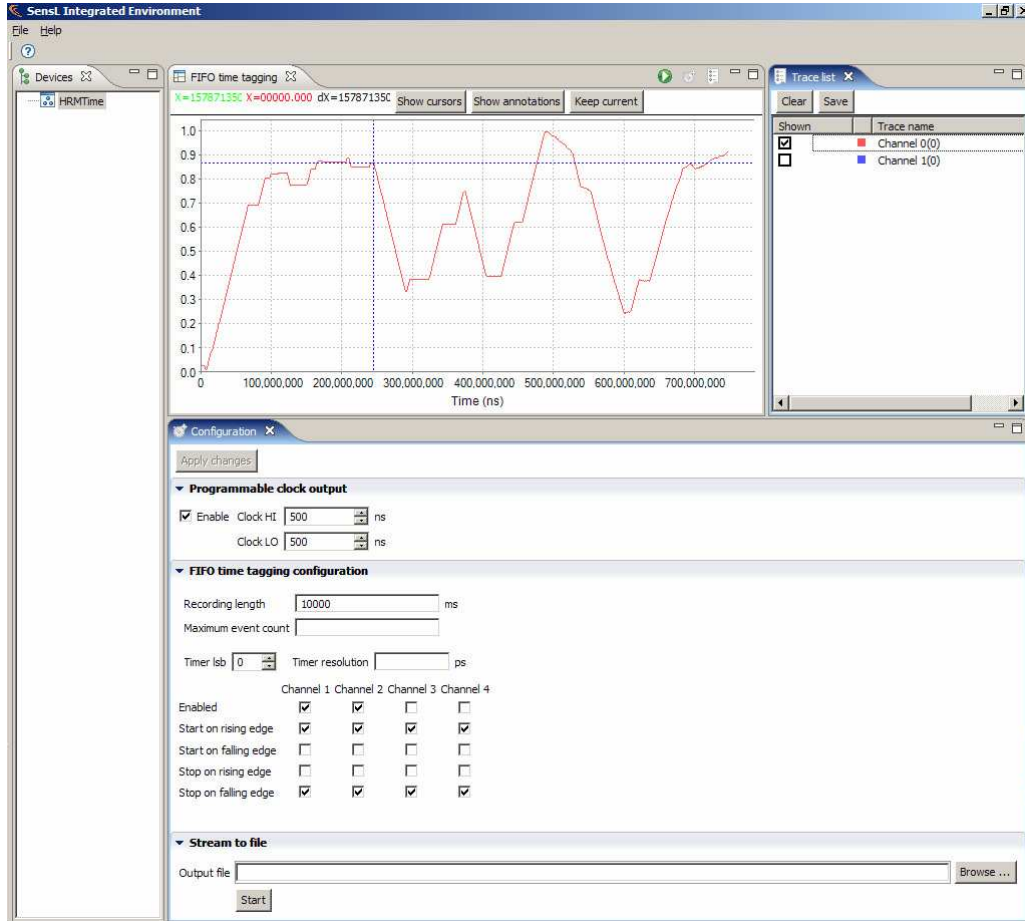 SensL Integrated Environment
File Help
Devices
HRMTime
FIFO time tagging
X=15787135C X=00000.000 dX=15787135C Show cursors Show annotations Keep current
1.0
0.9
0.8
0.7
0.6
0.5
0.4
0.3
0.2
0.1
0.0
0 100,000,000 200,000,000 300,000,000 400,000,000 500,000,000 600,000,000 700,000,000
Time (ns)
Trace list
Clear Save
Shown Trace name
Channel 0(0)
Channel 1(0)
Configuration
Apply changes
Programmable clock output
Enable Clock HI 500 ns
Clock LO 500 ns
FIFO time tagging configuration
Recording length 10000 ms
Maximum event count
Timer lsb 0 Timer resolution ps
Channel 1 Channel 2 Channel 3 Channel 4
Enabled
Start on rising edge
Start on falling edge
Stop on rising edge
Stop on falling edge
Stream to file
Output file Browse ...
Start